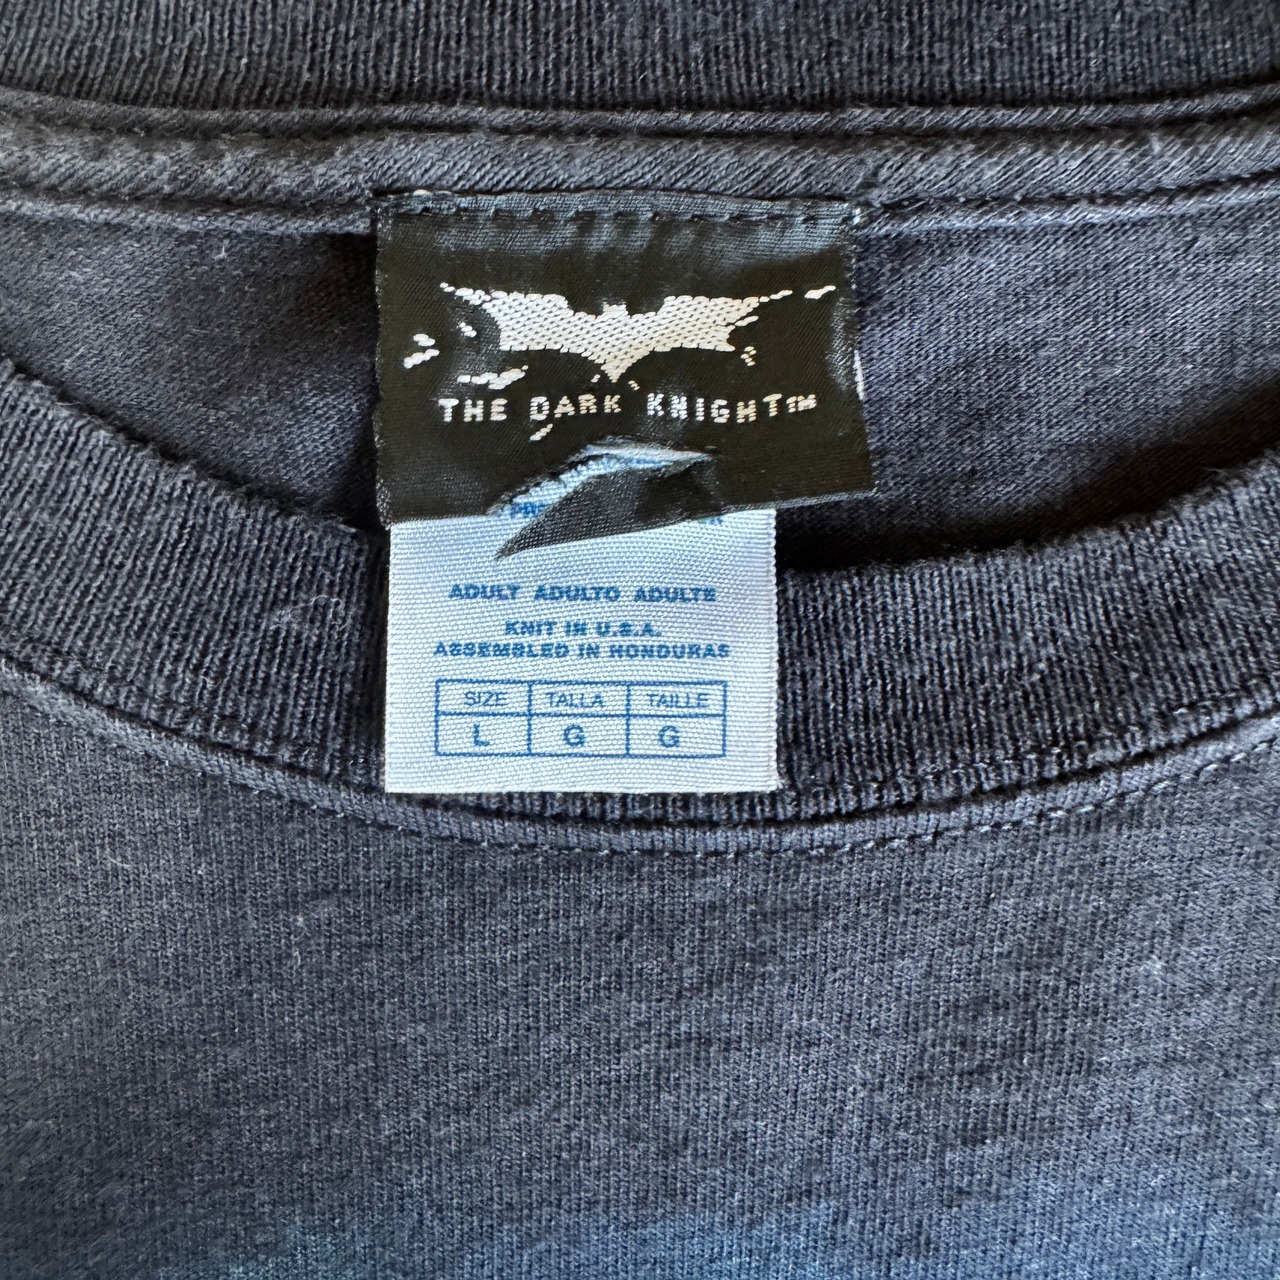 THE DARK KNIGHT™
ADULT ADULTO ADULTE
KNIT IN U.S.A.
ASSEMBLED IN HONDURAS
SIZE TALLA TAILLE
L G G